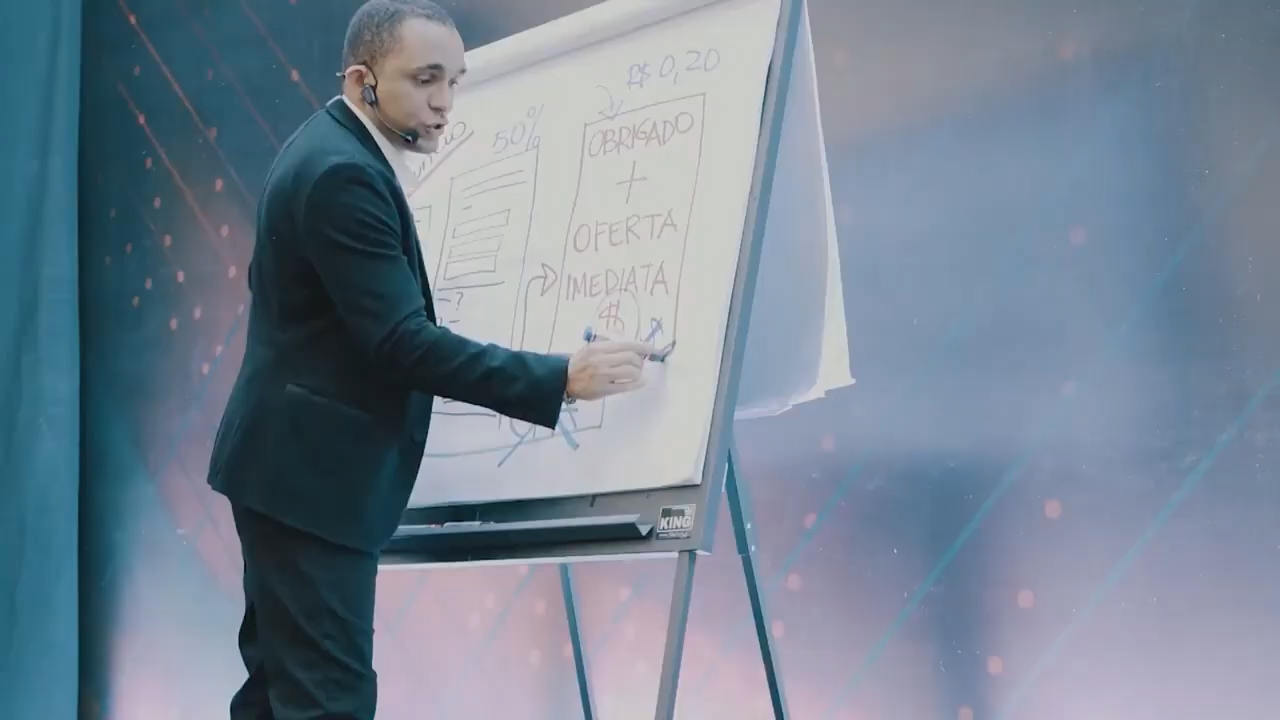 R$ 0,20
50%
OBRIGADO
+
OFERTA
IMEDIATA
$
?
KING